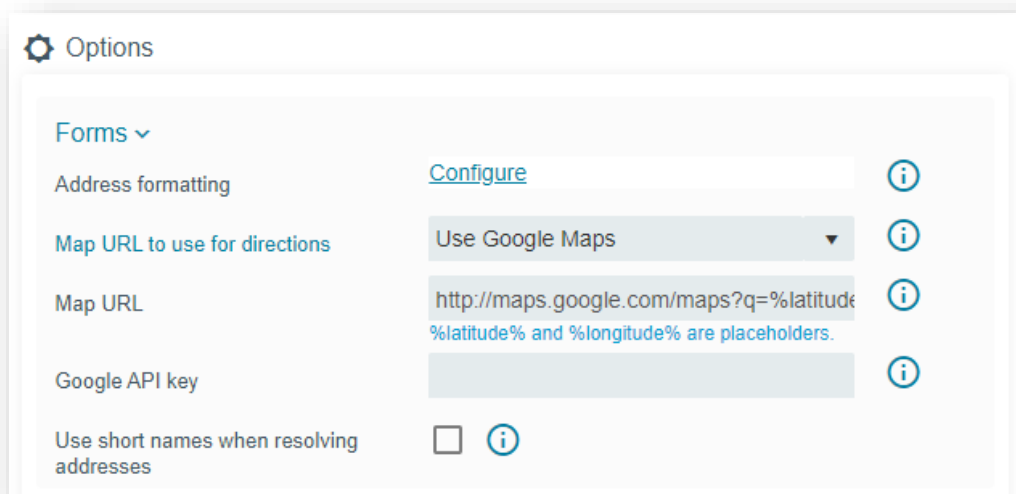 Options
Forms
Address formatting
Configure
Map URL to use for directions
Use Google Maps
Map URL
http://maps.google.com/maps?q=%latitude
%latitude% and %longitude% are placeholders.
Google API key
Use short names when resolving
addresses